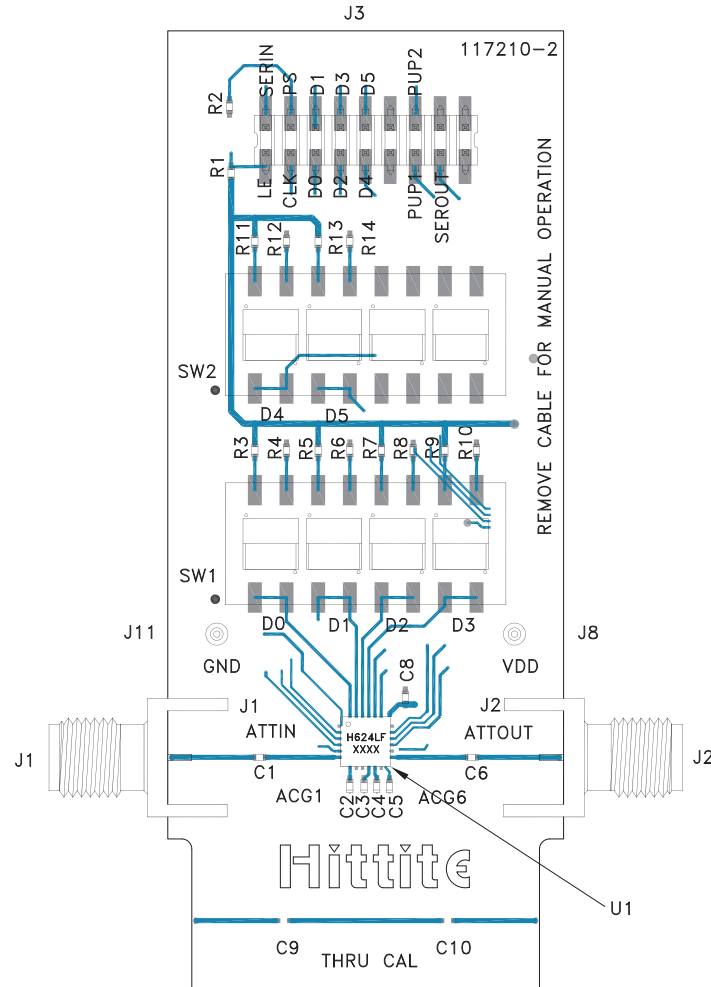 J3
117210-2
SERIN
PS
D1
D3
D5
PUP2
R2
R1
LE
CLK
D0
D2
D4
PUP1
SEROUT
R11
R12
R13
R14
REMOVE CABLE FOR MANUAL OPERATION
SW2
D4 D5
R3
R4
R5
R6
R7
R8
R9
R10
SW1
D0 D1 D2 D3
J11 J8
GND VDD
C8
J1 J2
ATTIN ATTOUT
H624LF
XXXX
J1 J2
C1 C6
ACG1 ACG6
C2
C3
C4
C5
Hittite
U1
C9 C10
THRU CAL